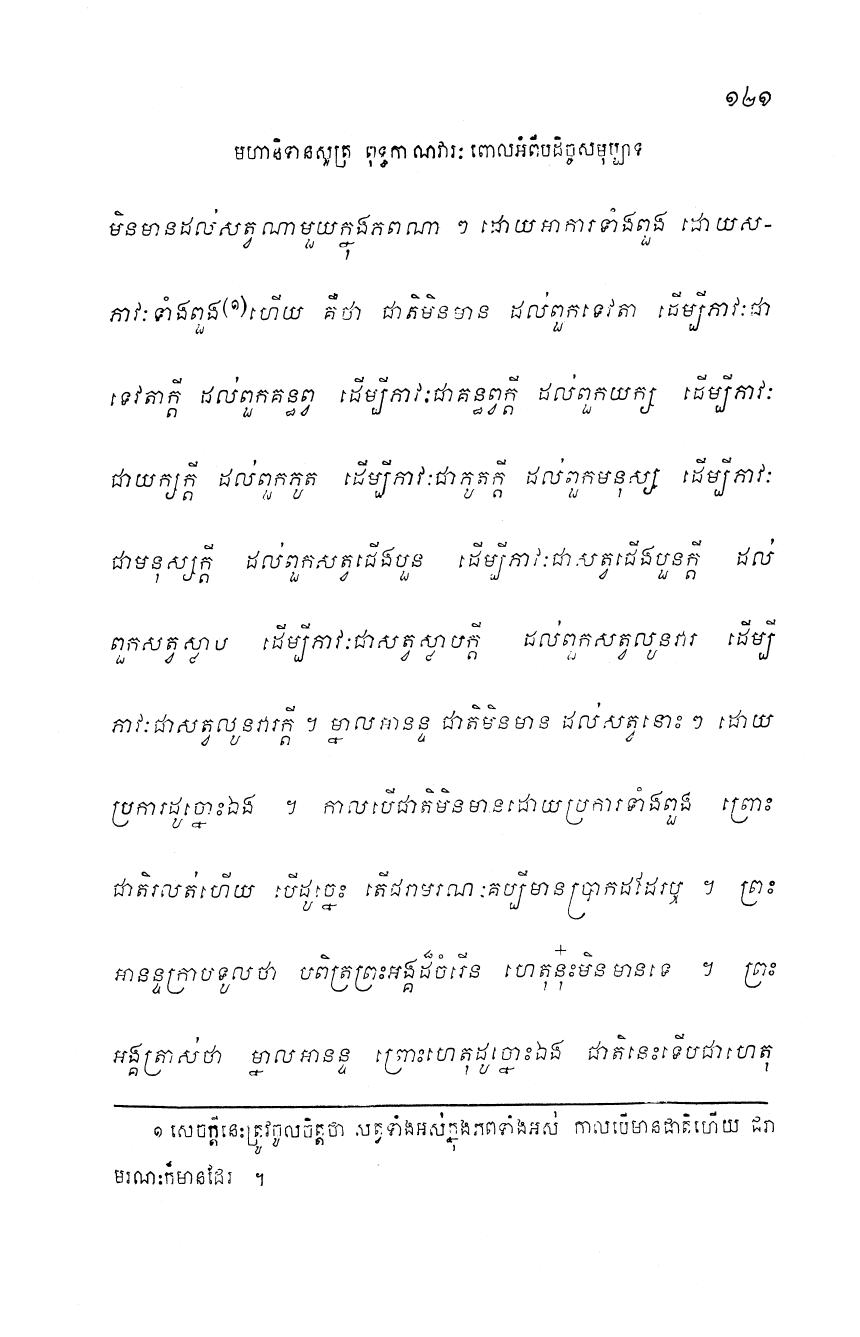 ១២១
មហានិទានសូត្រ ពុទ្ធកាណវារៈ ពោលអំពីបដិច្ចសមុប្បាទ
មិនមានដល់សត្វណាមួយក្នុងភពណា ៗ ដោយអាការទាំងពួង ដោយស-
ភាវៈទាំងពួង(១)ហើយ គឺថា ជាតិមិនមាន ដល់ពួកទេវតា ដើម្បីភាវៈជា
ទេវតាក្តី ដល់ពួកគន្ធព្វ ដើម្បីភាវៈជាគន្ធព្វក្តី ដល់ពួកយក្ស ដើម្បីភាវៈ
ជាយក្សក្តី ដល់ពួកភូត ដើម្បីភាវៈជាភូតក្តី ដល់ពួកមនុស្ស ដើម្បីភាវៈ
ជាមនុស្សក្តី ដល់ពួកសត្វជើងបួន ដើម្បីភាវៈជាសត្វជើងបួនក្តី ដល់
ពួកសត្វស្លាប ដើម្បីភាវៈជាសត្វស្លាបក្តី ដល់ពួកសត្វលូនវារ ដើម្បី
ភាវៈជាសត្វលូនវារក្តី ។ ម្នាលអានន្ទ ជាតិមិនមាន ដល់សត្វនោះ ៗ ដោយ
ប្រការដូច្នោះឯង ។ កាលបើជាតិមិនមានដោយប្រការទាំងពួង ព្រោះ
ជាតិរលត់ហើយ បើដូច្នេះ តើជរាមរណៈគប្បីមានប្រាកដដែរឬ ។ ព្រះ
អានន្ទក្រាបទូលថា បពិត្រព្រះអង្គដ៏ចំរើន ហេតុនុ៎ះមិនមានទេ ។ ព្រះ
អង្គត្រាស់ថា ម្នាលអានន្ទ ព្រោះហេតុដូច្នោះឯង ជាតិនេះទើបជាហេតុ
១ សេចក្តីនេះត្រូវចូលចិត្តថា សត្វទាំងអស់ក្នុងភពទាំងអស់ កាលបើមានជាតិហើយ ជរា
មរណៈក៏មានដែរ ។